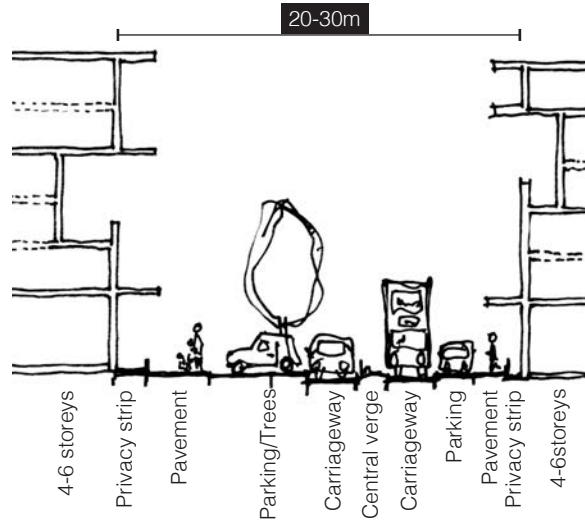 20-30m
4-6 storeys
Privacy strip
Pavement
Parking/Trees
Carriageway
Central verge
Carriageway
Parking
Pavement
Privacy strip
4-6storeys